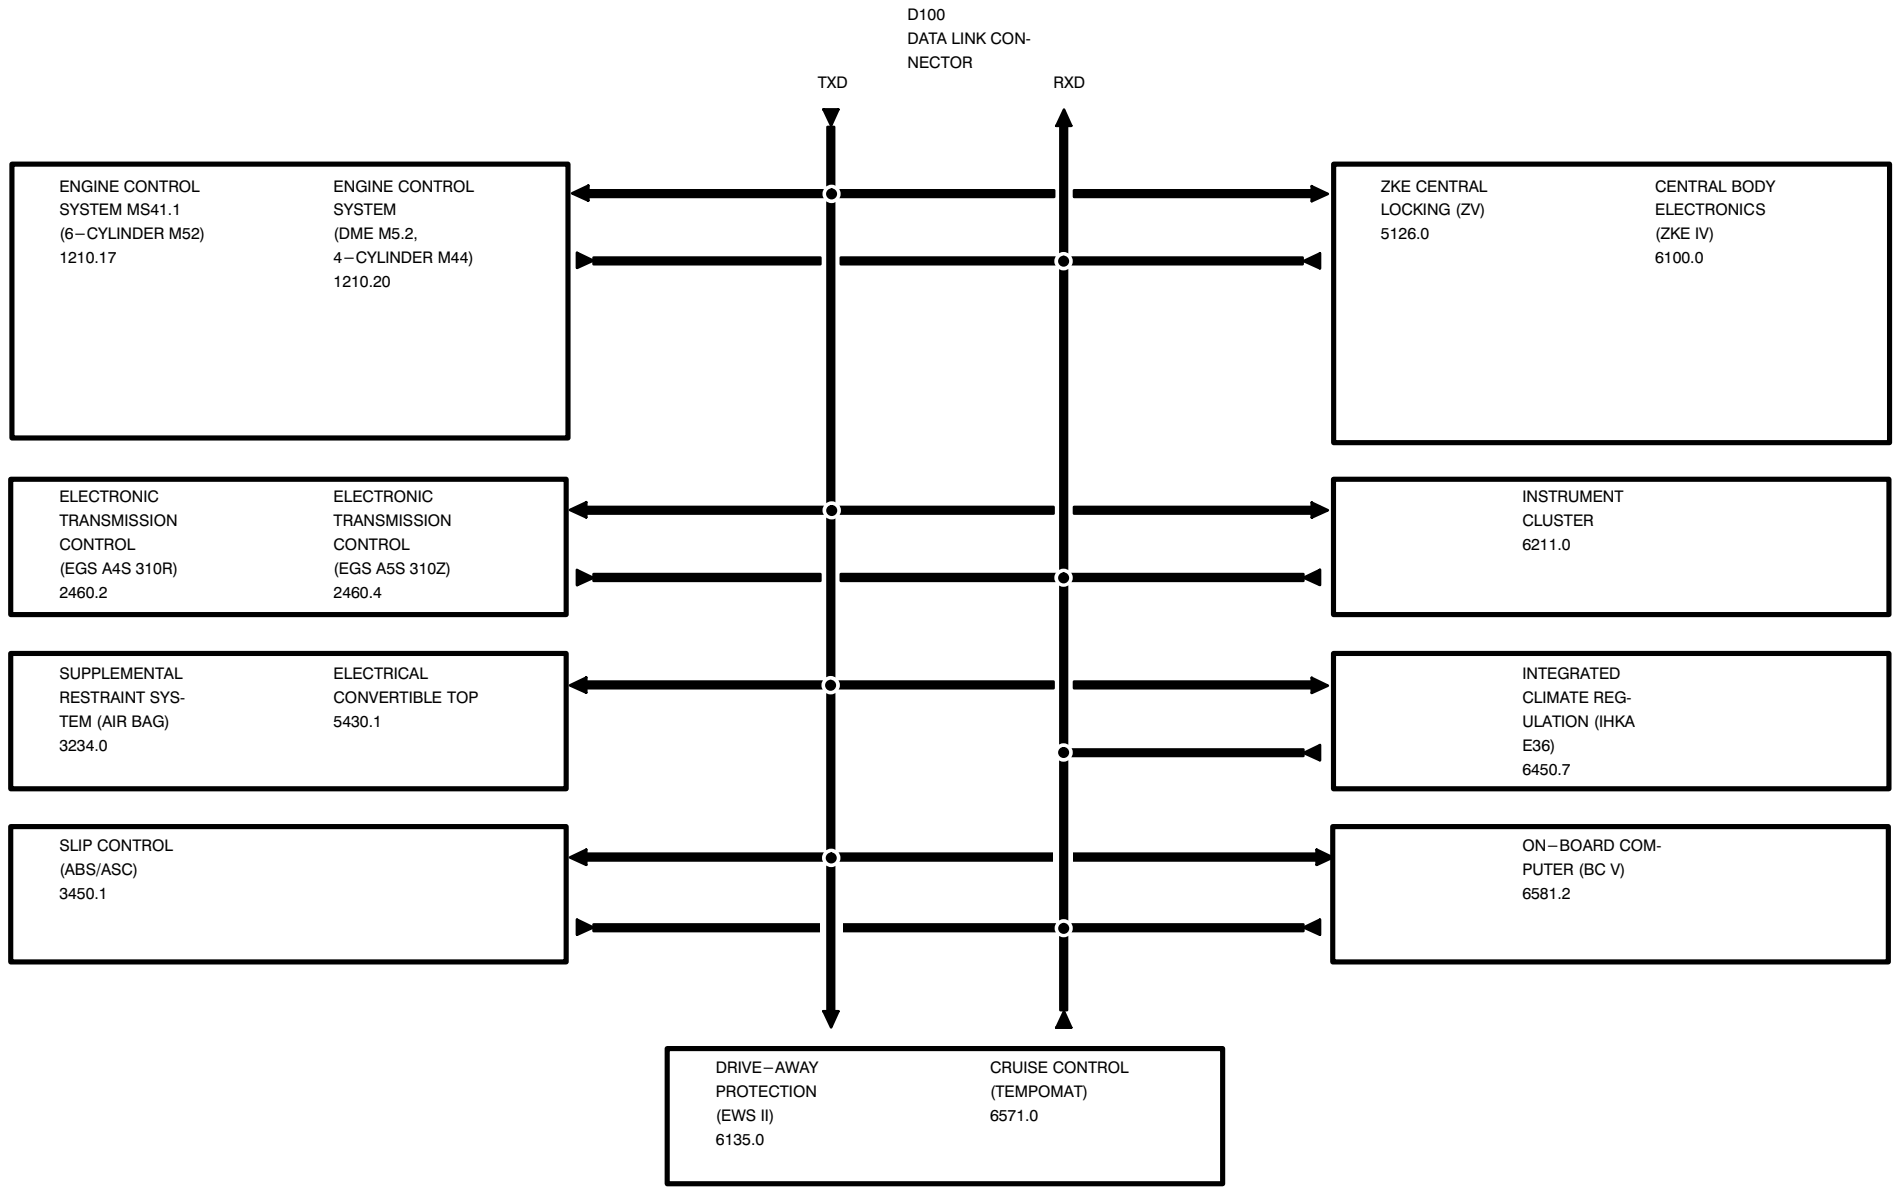 D100
DATA LINK CON-
NECTOR
TXD
RXD
ENGINE CONTROL
SYSTEM MS41.1
(6−CYLINDER M52)
1210.17
ENGINE CONTROL
SYSTEM
(DME M5.2,
4−CYLINDER M44)
1210.20
ZKE CENTRAL
LOCKING (ZV)
5126.0
CENTRAL BODY
ELECTRONICS
(ZKE IV)
6100.0
ELECTRONIC
TRANSMISSION
CONTROL
(EGS A4S 310R)
2460.2
ELECTRONIC
TRANSMISSION
CONTROL
(EGS A5S 310Z)
2460.4
INSTRUMENT
CLUSTER
6211.0
SUPPLEMENTAL
RESTRAINT SYS-
TEM (AIR BAG)
3234.0
ELECTRICAL
CONVERTIBLE TOP
5430.1
INTEGRATED
CLIMATE REG-
ULATION (IHKA
E36)
6450.7
SLIP CONTROL
(ABS/ASC)
3450.1
ON−BOARD COM-
PUTER (BC V)
6581.2
DRIVE−AWAY
PROTECTION
(EWS II)
6135.0
CRUISE CONTROL
(TEMPOMAT)
6571.0